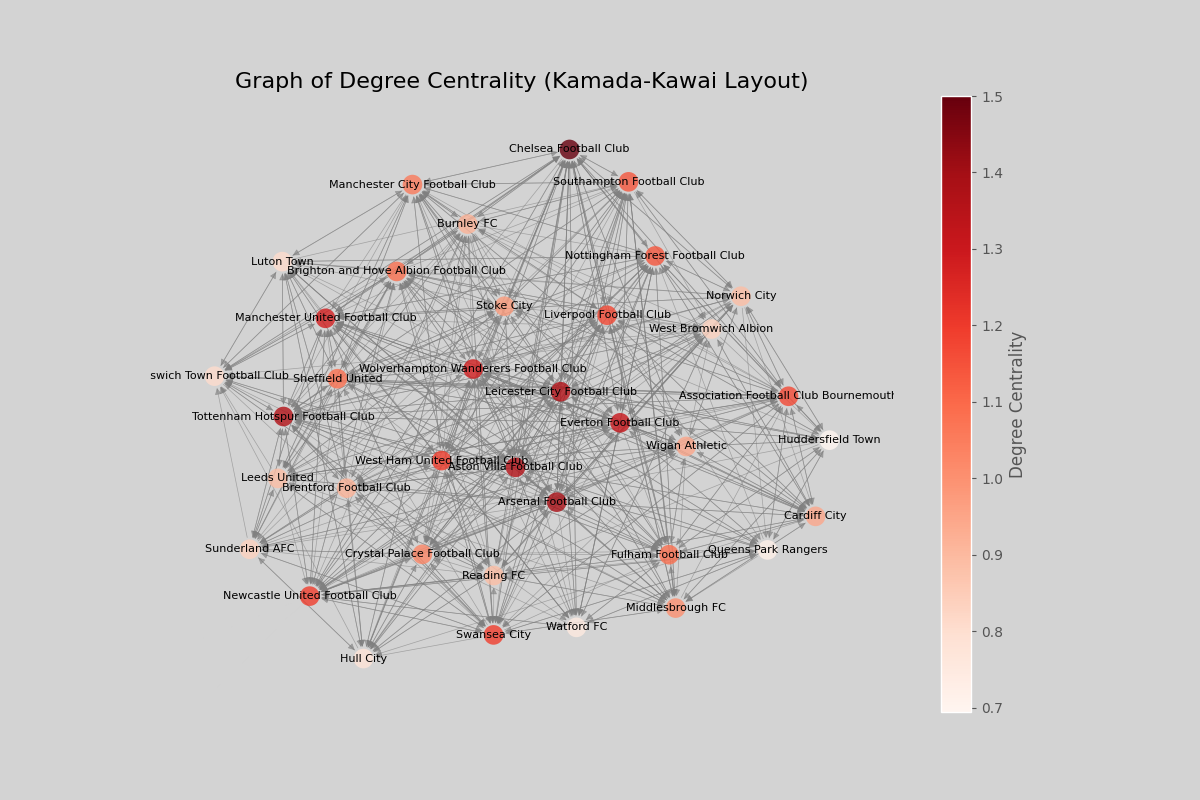 Graph of Degree Centrality (Kamada-Kawai Layout)
1.5
Chelsea Football Club
Southampton Football Club
Manchester City Football Club
1.4
Burnley FC
1.3
Nottingham Forest Football Club
Luton Town
Brighton and Hove Albion Football Club
Norwich City
Stoke City
Liverpool Football Club
Manchester United Football Club
1.2
West Bromwich Albion
Wolverhampton Wanderers Football Club
swich Town Football Club
Sheffield United
Leicester City Football Club
Association Football Club Bournemouth
1.1
Degree Centrality
Tottenham Hotspur Football Club
Everton Football Club
Huddersfield Town
Wigan Athletic
West Ham United Football Club
Aston Villa Football Club
Leeds United
1.0
Brentford Football Club
Arsenal Football Club
Cardiff City
Sunderland AFC
Crystal Palace Football Club
Fulham Football Club
Queens Park Rangers
0.9
Reading FC
Newcastle United Football Club
Middlesbrough FC
Watford FC
Swansea City
0.8
Hull City
0.7